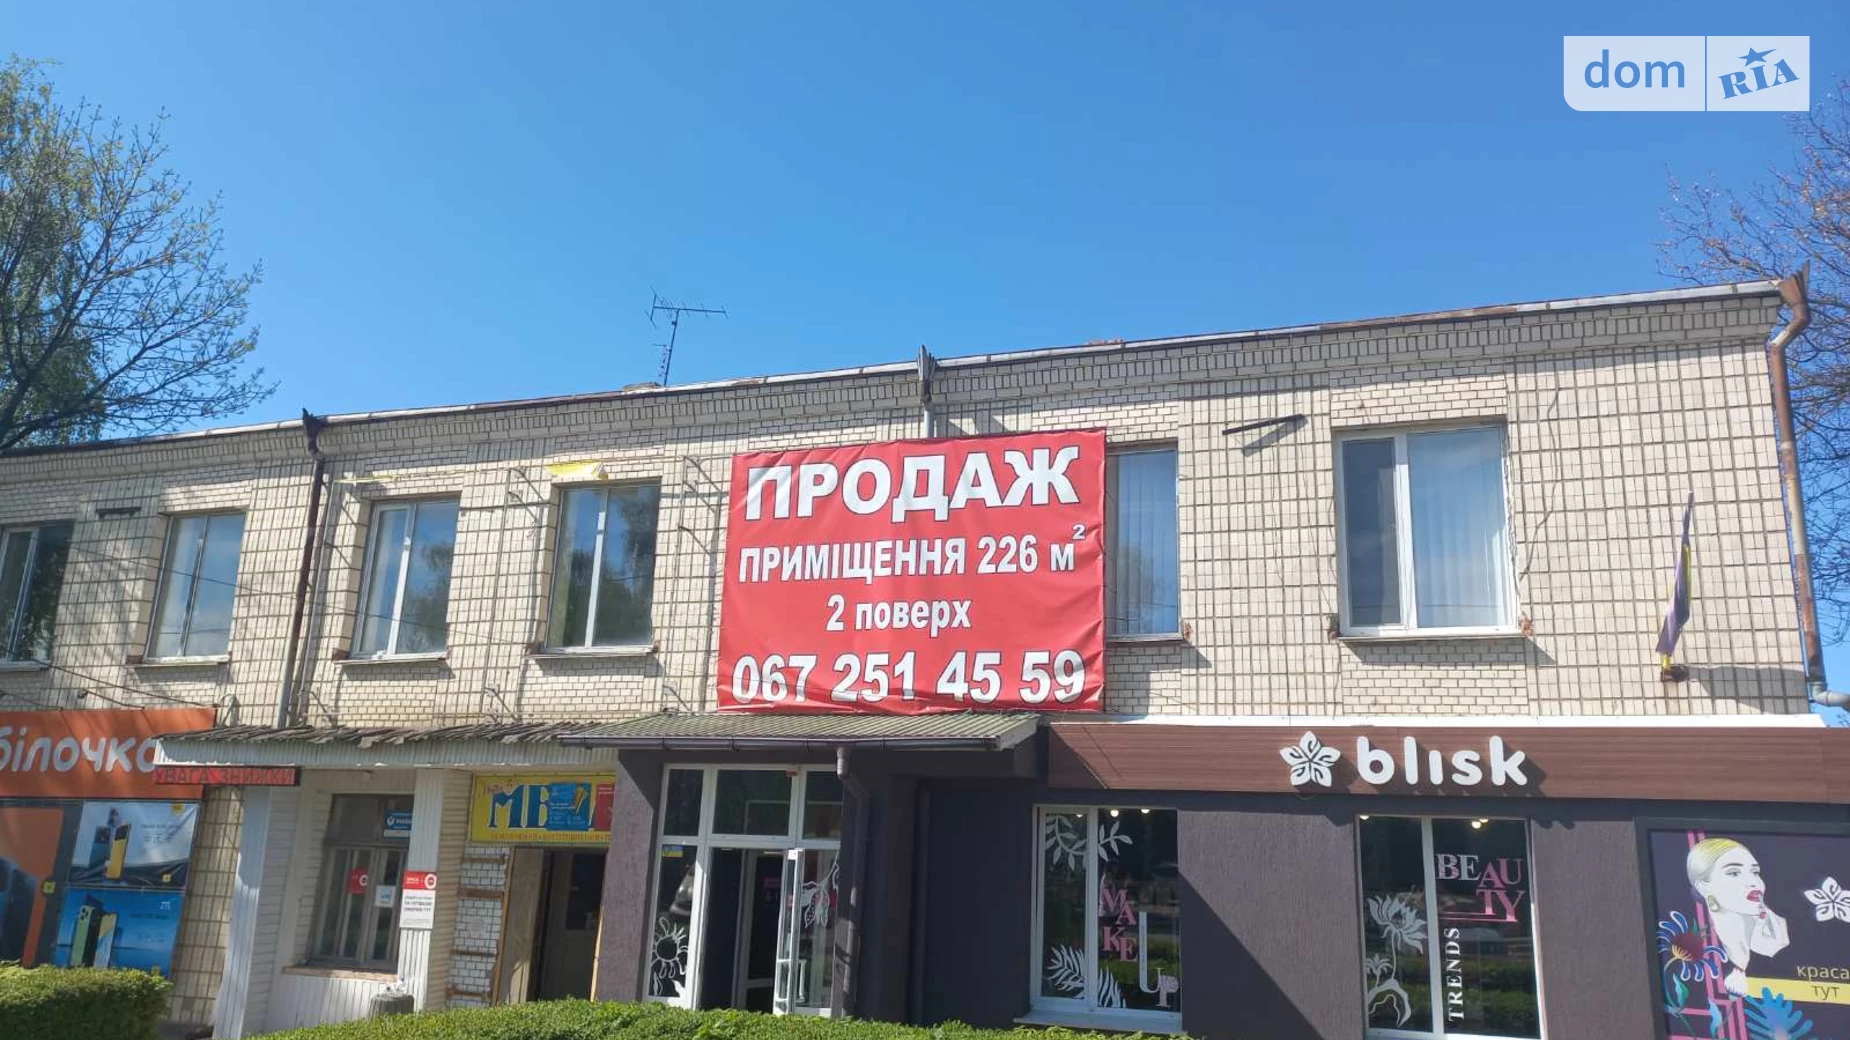 dom RIA
ПРОДАЖ
ПРИМІЩЕННЯ 226 м²
2 поверх
067 251 45 59
білочка
УВАГА ЗНИЖКИ
blısk
BEAUTY
TRENDS
MAKE UP
краса
тут